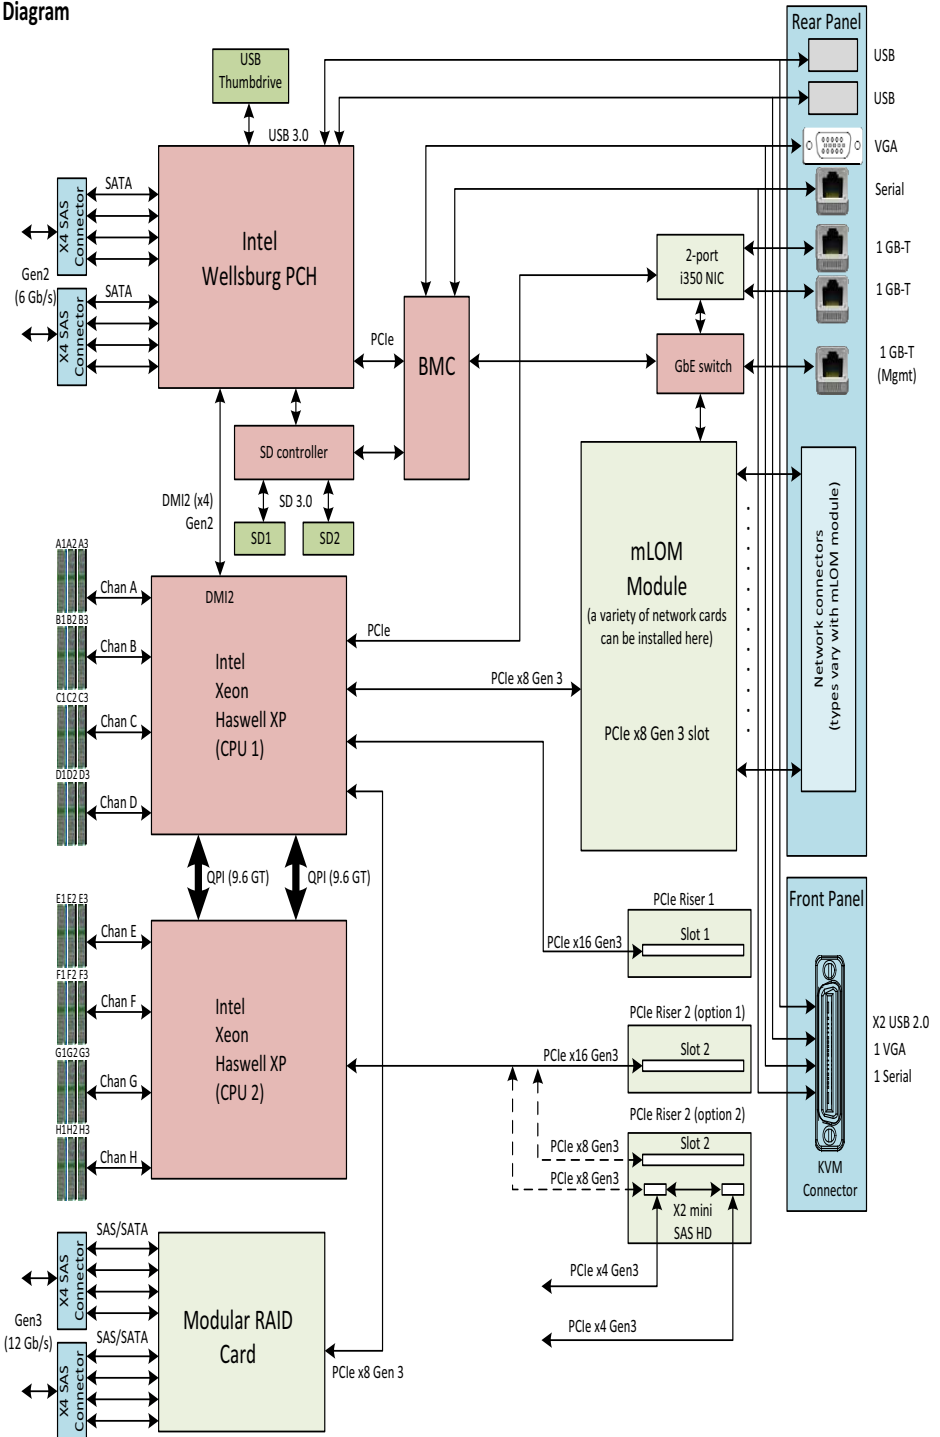 Diagram
Rear Panel
USB
Thumbdrive
USB 3.0
USB
USB
VGA
Serial
1 GB-T
1 GB-T
1 GB-T
(Mgmt)
SATA
X4 SAS
Connector
Gen2
(6 Gb/s)
SATA
X4 SAS
Connector
Intel
Wellsburg PCH
2-port
i350 NIC
PCIe
BMC
GbE switch
SD controller
DMI2 (x4)
Gen2
SD 3.0
SD1
SD2
mLOM
Module
(a variety of network cards
can be installed here)
PCIe x8 Gen 3 slot
Network connectors
(types vary with mLOM module)
A1A2 A3
Chan A
B1 B2 B3
Chan B
C1C2 C3
Chan C
D1D2 D3
Chan D
DMI2
Intel
Xeon
Haswell XP
(CPU 1)
PCIe
PCIe x8 Gen 3
QPI (9.6 GT)
QPI (9.6 GT)
E1E2 E3
Chan E
F1 F2 F3
Chan F
G1G2 G3
Chan G
H1H2 H3
Chan H
Intel
Xeon
Haswell XP
(CPU 2)
PCIe Riser 1
Slot 1
PCIe x16 Gen3
PCIe Riser 2 (option 1)
Slot 2
PCIe x16 Gen3
PCIe Riser 2 (option 2)
Slot 2
PCIe x8 Gen3
PCIe x8 Gen3
X2 mini
SAS HD
PCIe x4 Gen3
PCIe x4 Gen3
Front Panel
X2 USB 2.0
1 VGA
1 Serial
KVM
Connector
SAS/SATA
X4 SAS
Connector
Gen3
(12 Gb/s)
SAS/SATA
X4 SAS
Connector
Modular RAID
Card
PCIe x8 Gen 3